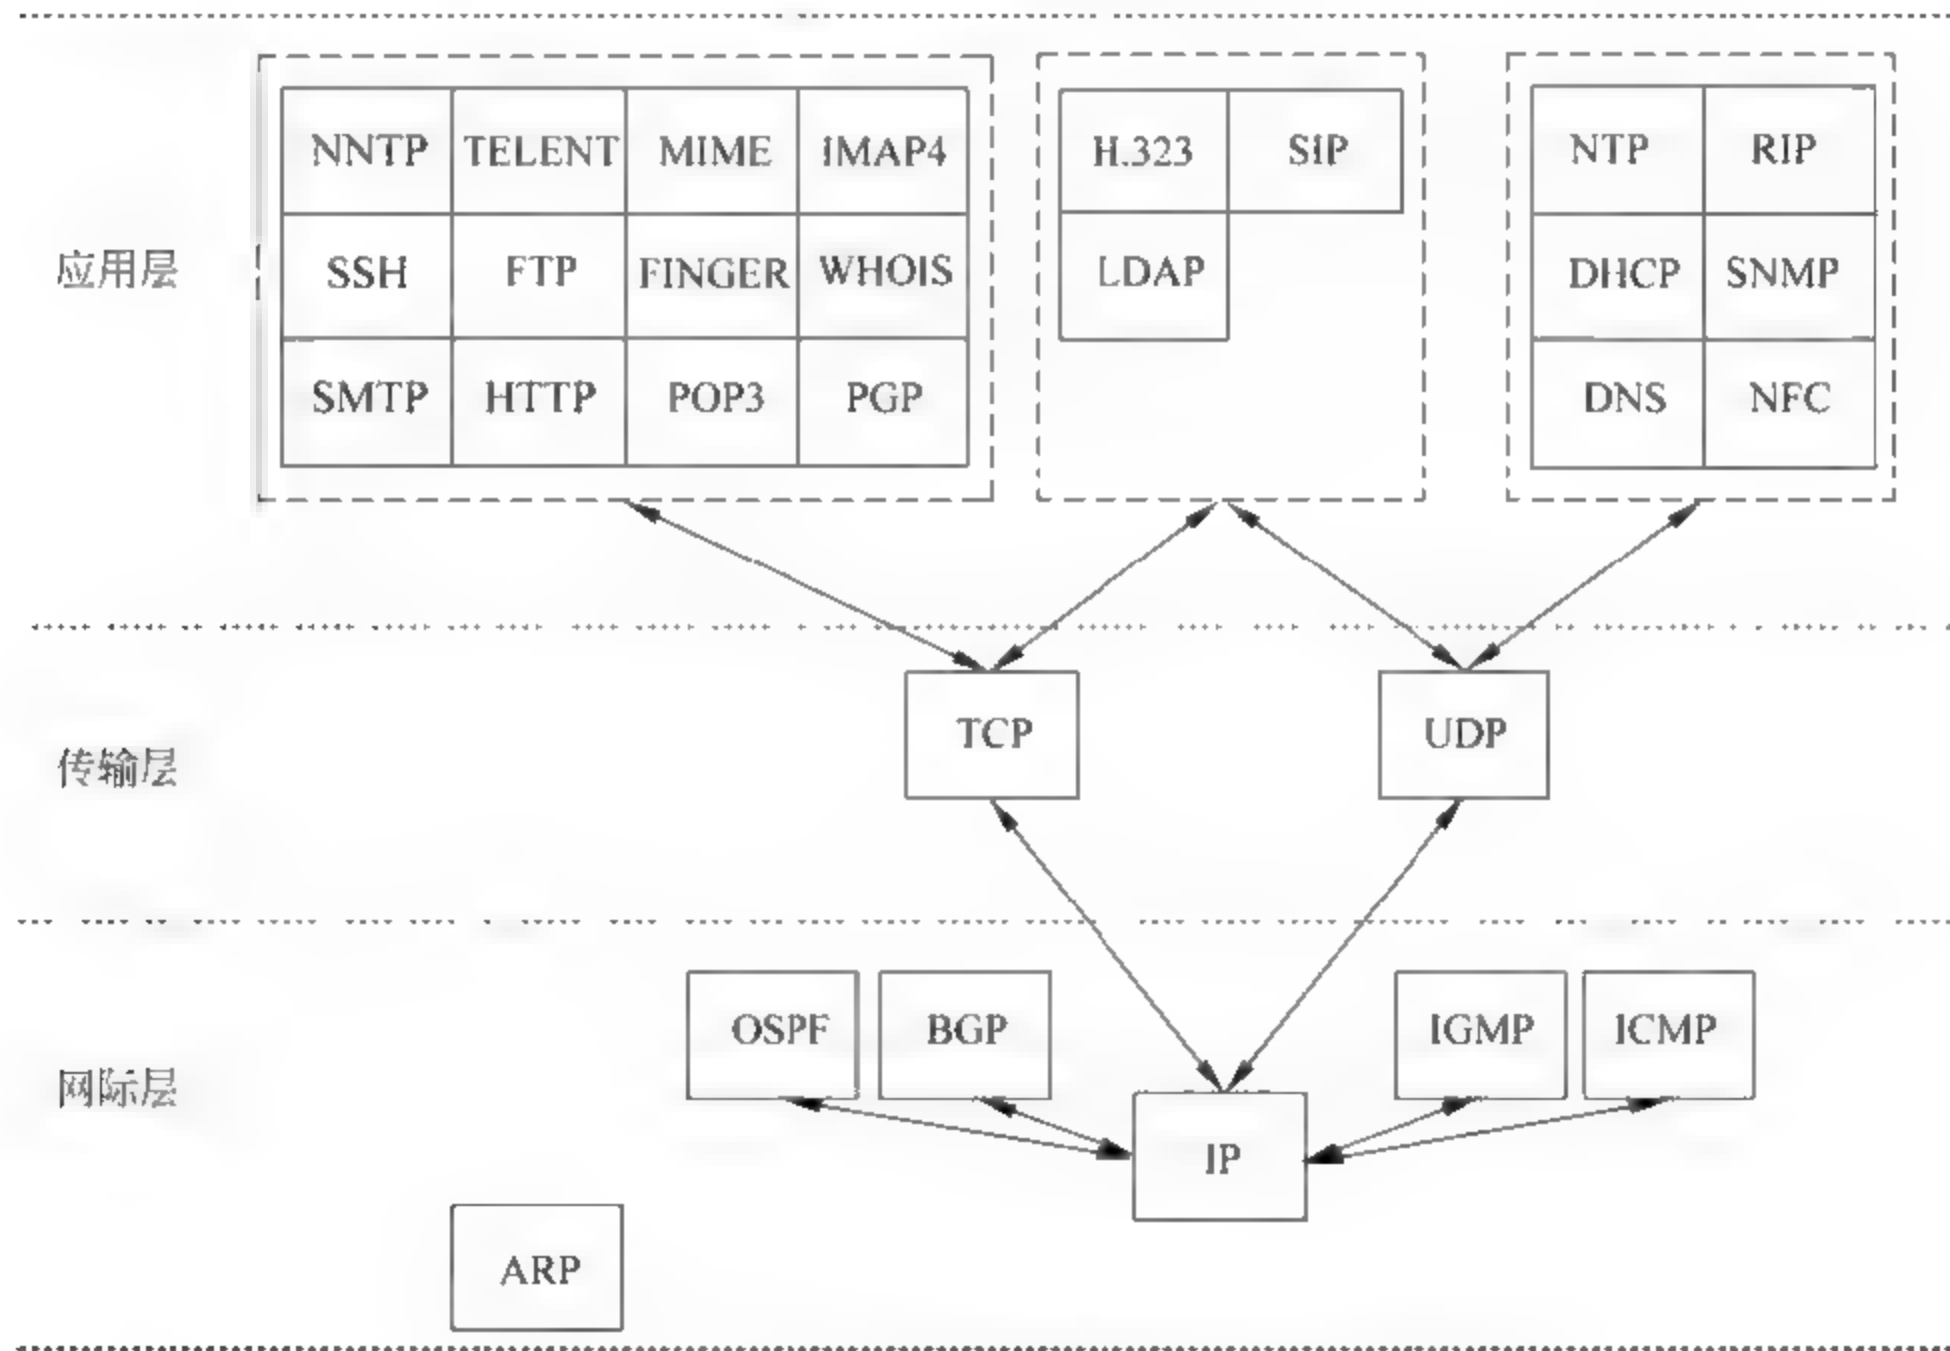 NNTP TELENT MIME IMAP4 H.323 SIP NTP RIP
应用层 SSH FTP FINGER WHOIS LDAP DHCP SNMP
SMTP HTTP POP3 PGP DNS NFC
传输层 TCP UDP
OSPF BGP IGMP ICMP
网际层
IP
ARP